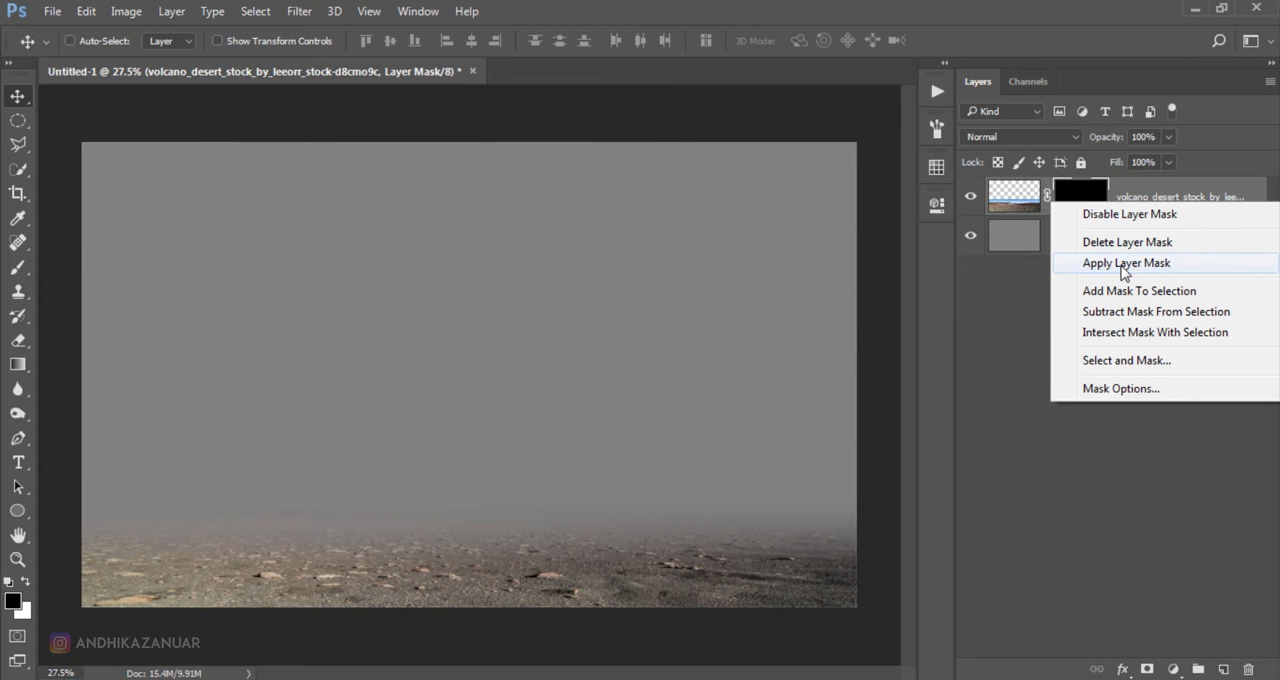 Ps File Edit Image Layer Type Select Filter 3D View Window Help
Auto-Select: Layer Show Transform Controls 3D Mode:
Untitled-1 @ 27.5% (volcano_desert_stock_by_leeorr_stock-d8cmo9c, Layer Mask/8) *
Layers Channels
Kind
Normal Opacity: 100%
Lock: Fill: 100%
volcano_desert_stock_by_lee...
Disable Layer Mask
Delete Layer Mask
Apply Layer Mask
Add Mask To Selection
Subtract Mask From Selection
Intersect Mask With Selection
Select and Mask...
Mask Options...
ANDHIKAZANUAR
27.5% Doc: 15.4M/9.91M